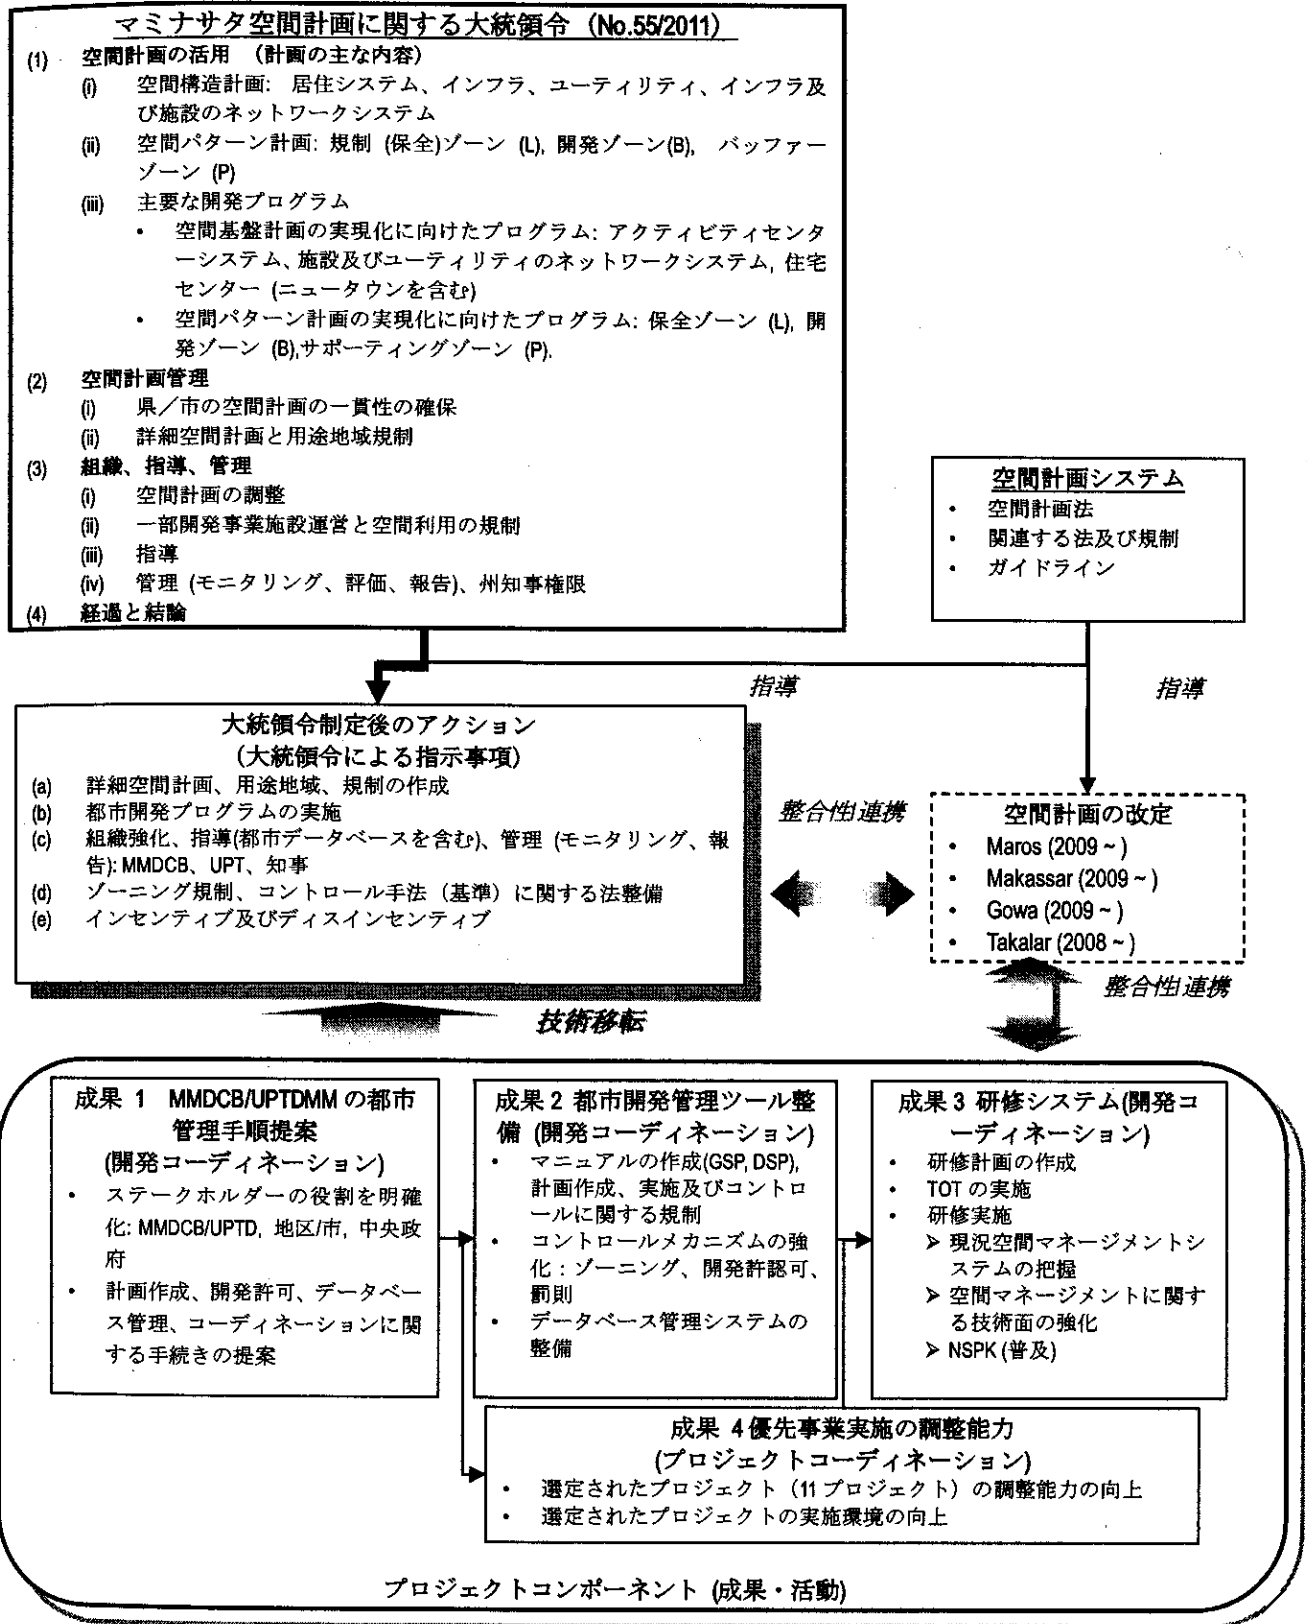 マミナサタ空間計画に関する大統領令 (No.55/2011)
(1) 空間計画の活用 (計画の主な内容)
(i) 空間構造計画: 居住システム、インフラ、ユーティリティ、インフラ及
び施設のネットワークシステム
(ii) 空間パターン計画: 規制 (保全)ゾーン (L), 開発ゾーン(B), バッファー
ゾーン (P)
(iii) 主要な開発プログラム
• 空間基盤計画の実現化に向けたプログラム: アクティビティセンタ
ーシステム、施設及びユーティリティのネットワークシステム, 住宅
センター (ニュータウンを含む)
• 空間パターン計画の実現化に向けたプログラム: 保全ゾーン (L), 開
発ゾーン (B),サポーティングゾーン (P).
(2) 空間計画管理
(i) 県/市の空間計画の一貫性の確保
(ii) 詳細空間計画と用途地域規制
(3) 組織、指導、管理
(i) 空間計画の調整
(ii) 一部開発事業施設運営と空間利用の規制
(iii) 指導
(iv) 管理 (モニタリング、評価、報告)、州知事権限
(4) 経過と結論
空間計画システム
• 空間計画法
• 関連する法及び規制
• ガイドライン
指導
指導
大統領令制定後のアクション
(大統領令による指示事項)
(a) 詳細空間計画、用途地域、規制の作成
(b) 都市開発プログラムの実施
(c) 組織強化、指導(都市データベースを含む)、管理 (モニタリング、報
告): MMDCB、UPT、知事
(d) ゾーニング規制、コントロール手法(基準)に関する法整備
(e) インセンティブ及びディスインセンティブ
整合性/連携
空間計画の改定
• Maros (2009 ~ )
• Makassar (2009 ~ )
• Gowa (2009 ~ )
• Takalar (2008 ~ )
整合性/連携
技術移転
成果 1 MMDCB/UPTDMM の都市
管理手順提案
(開発コーディネーション)
• ステークホルダーの役割を明確
化: MMDCB/UPTD, 地区/市, 中央政
府
• 計画作成、開発許可、データベー
ス管理、コーディネーションに関
する手続きの提案
成果 2 都市開発管理ツール整
備 (開発コーディネーション)
• マニュアルの作成(GSP, DSP),
計画作成、実施及びコントロ
ールに関する規制
• コントロールメカニズムの強
化:ゾーニング、開発許認可、
罰則
• データベース管理システムの
整備
成果 3 研修システム(開発コ
ーディネーション)
• 研修計画の作成
• TOT の実施
• 研修実施
➢ 現況空間マネージメントシ
ステムの把握
➢ 空間マネージメントに関す
る技術面の強化
➢ NSPK (普及)
成果 4 優先事業実施の調整能力
(プロジェクトコーディネーション)
• 選定されたプロジェクト(11 プロジェクト)の調整能力の向上
• 選定されたプロジェクトの実施環境の向上
プロジェクトコンポーネント (成果・活動)